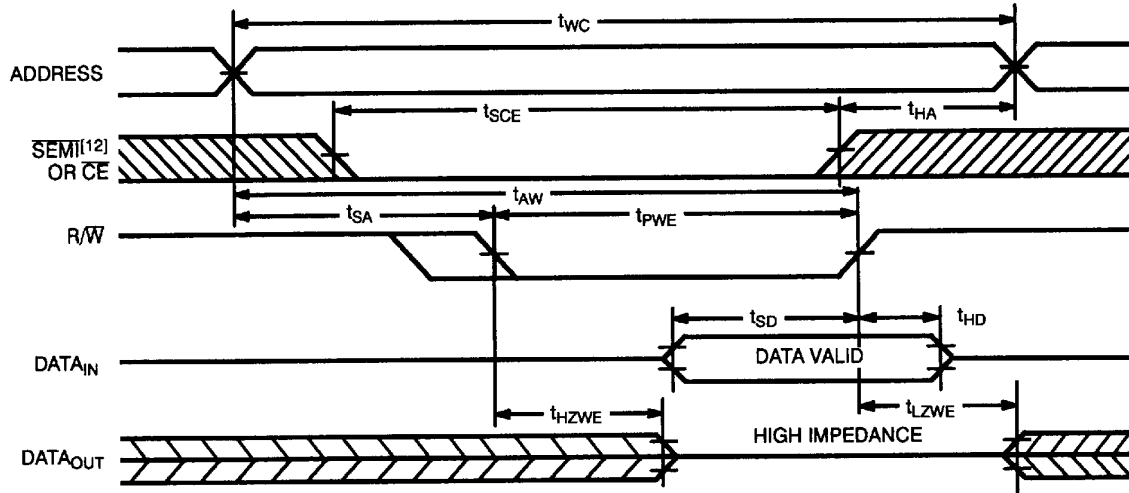 tWC
ADDRESS
tSCE
tHA
SEMI[12]
OR CE
tAW
tSA
tPWE
R/W
tSD
tHD
DATAIN
DATA VALID
tHZWE
tLZWE
HIGH IMPEDANCE
DATAOUT